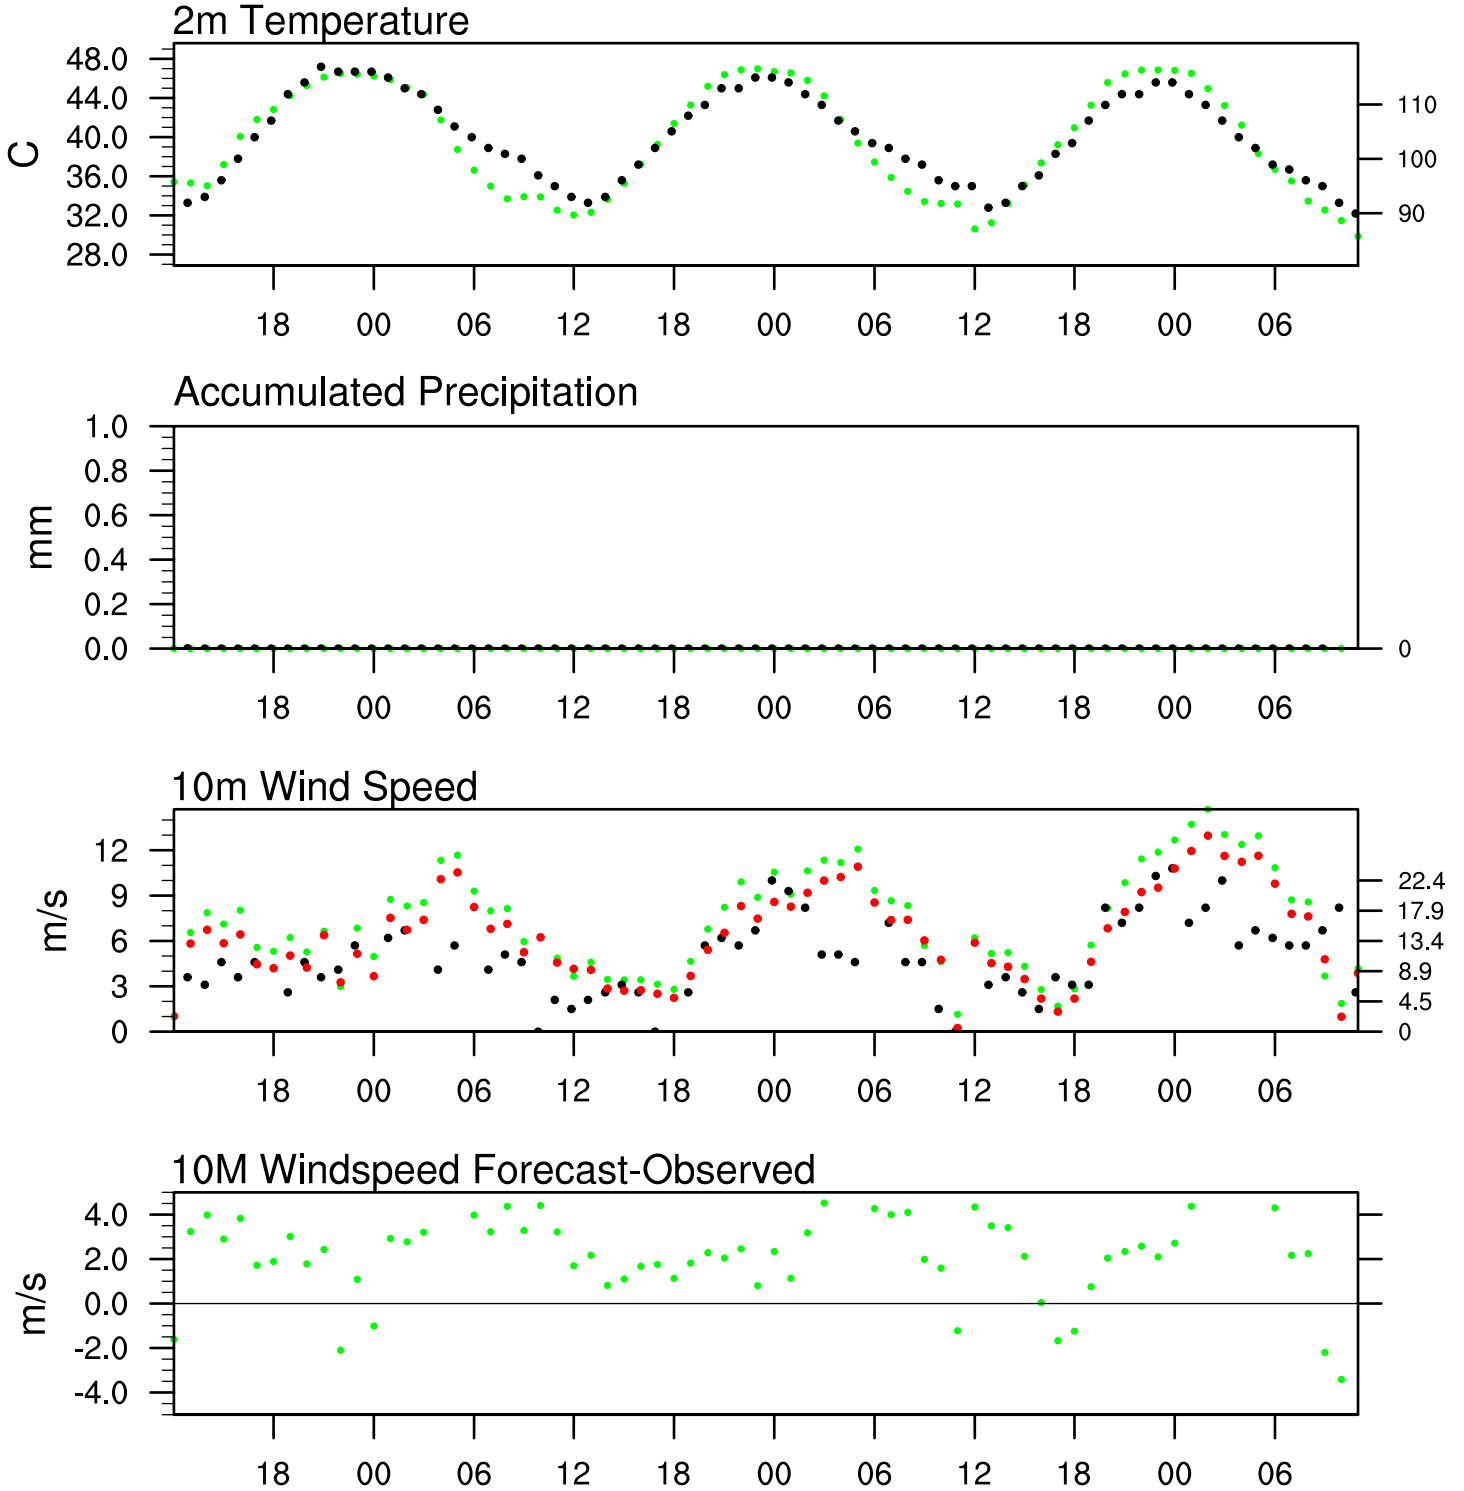 2m Temperature
48.0
44.0
40.0
36.0
32.0
28.0
C
110
100
90
18 00 06 12 18 00 06 12 18 00 06
Accumulated Precipitation
1.0
0.8
0.6
0.4
0.2
0.0
mm
0
18 00 06 12 18 00 06 12 18 00 06
10m Wind Speed
12
9
6
3
0
m/s
22.4
17.9
13.4
8.9
4.5
0
18 00 06 12 18 00 06 12 18 00 06
10M Windspeed Forecast-Observed
4.0
2.0
0.0
-2.0
-4.0
m/s
18 00 06 12 18 00 06 12 18 00 06